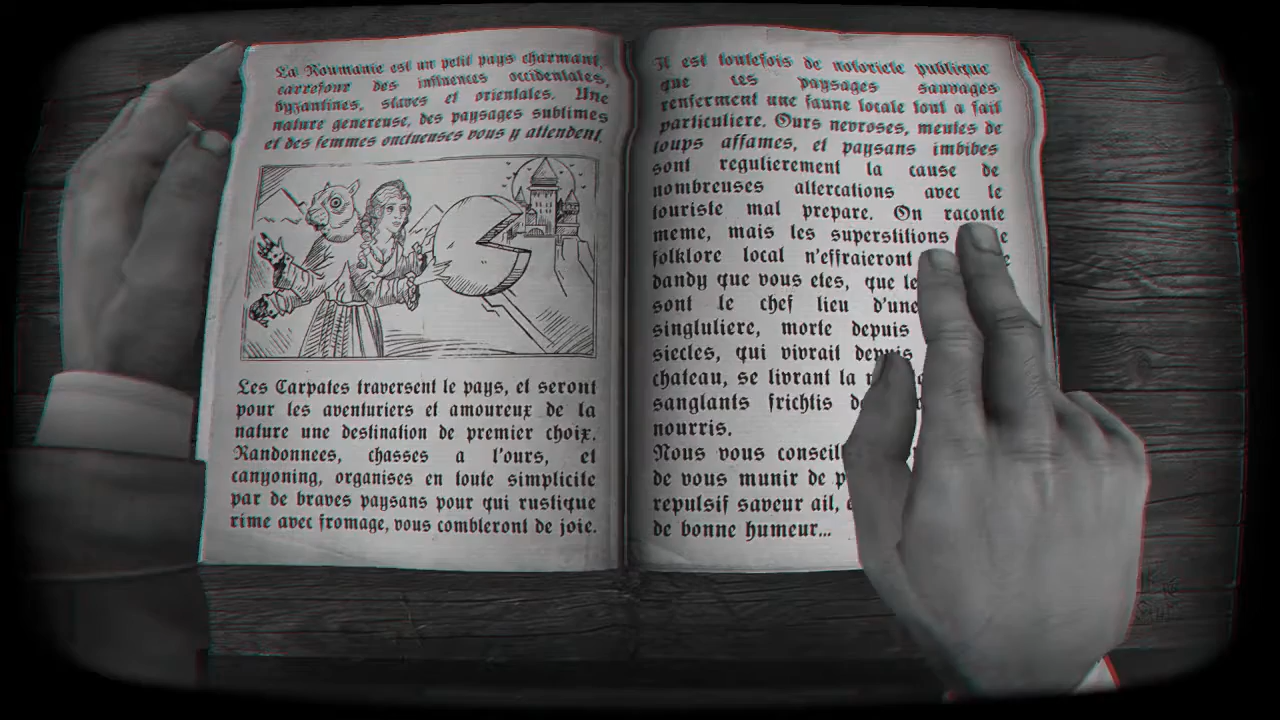 La Roumanie est un petit pays charmant,
carrefour des influences occidentales,
byzantines, slaves et orientales. Une
nature genereuse, des paysages sublimes
et des femmes onctueuses vous y attendent.
Les Carpates traversent le pays, et seront
pour les aventuriers et amoureux de la
nature une destination de premier choix.
Randonnees, chasses a l'ours, et
canyoning, organises en toute simplicite
par de braves paysans pour qui rustique
rime avec fromage, vous combleront de joie.
Il est toutefois de notoriete publique
que ces paysages sauvages
renferment une faune locale tout a fait
particuliere. Ours nevroses, meutes de
loups affames, et paysans imbibes
sont regulierement la cause de
nombreuses altercations avec le
touriste mal prepare. On raconte
meme, mais les superstitions
folklore local n'effraieront
dandy que vous etes, que
sont le chef lieu d'une
singluliere, morte depuis
siecles, qui vivrait depuis
chateau, se livrant la
sanglants frichtis
nourris.
Nous vous
de vous munir de
repulsif saveur ail,
de bonne humeur...